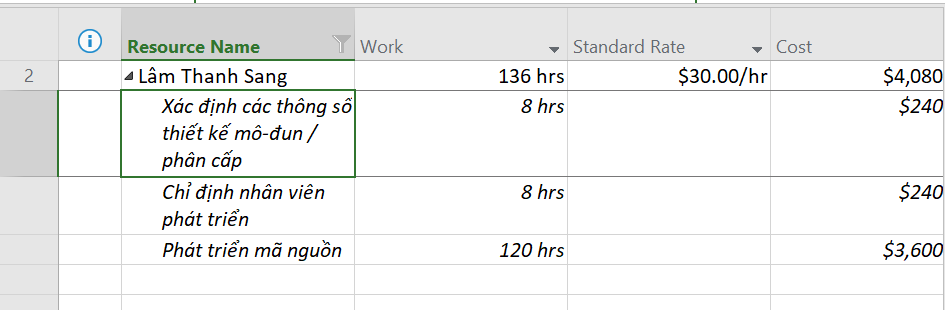 Resource Name Work Standard Rate Cost
2 Lâm Thanh Sang 136 hrs $30.00/hr $4,080
Xác định các thông số 8 hrs $240
thiết kế mô-đun /
phân cấp
Chỉ định nhân viên 8 hrs $240
phát triển
Phát triển mã nguồn 120 hrs $3,600